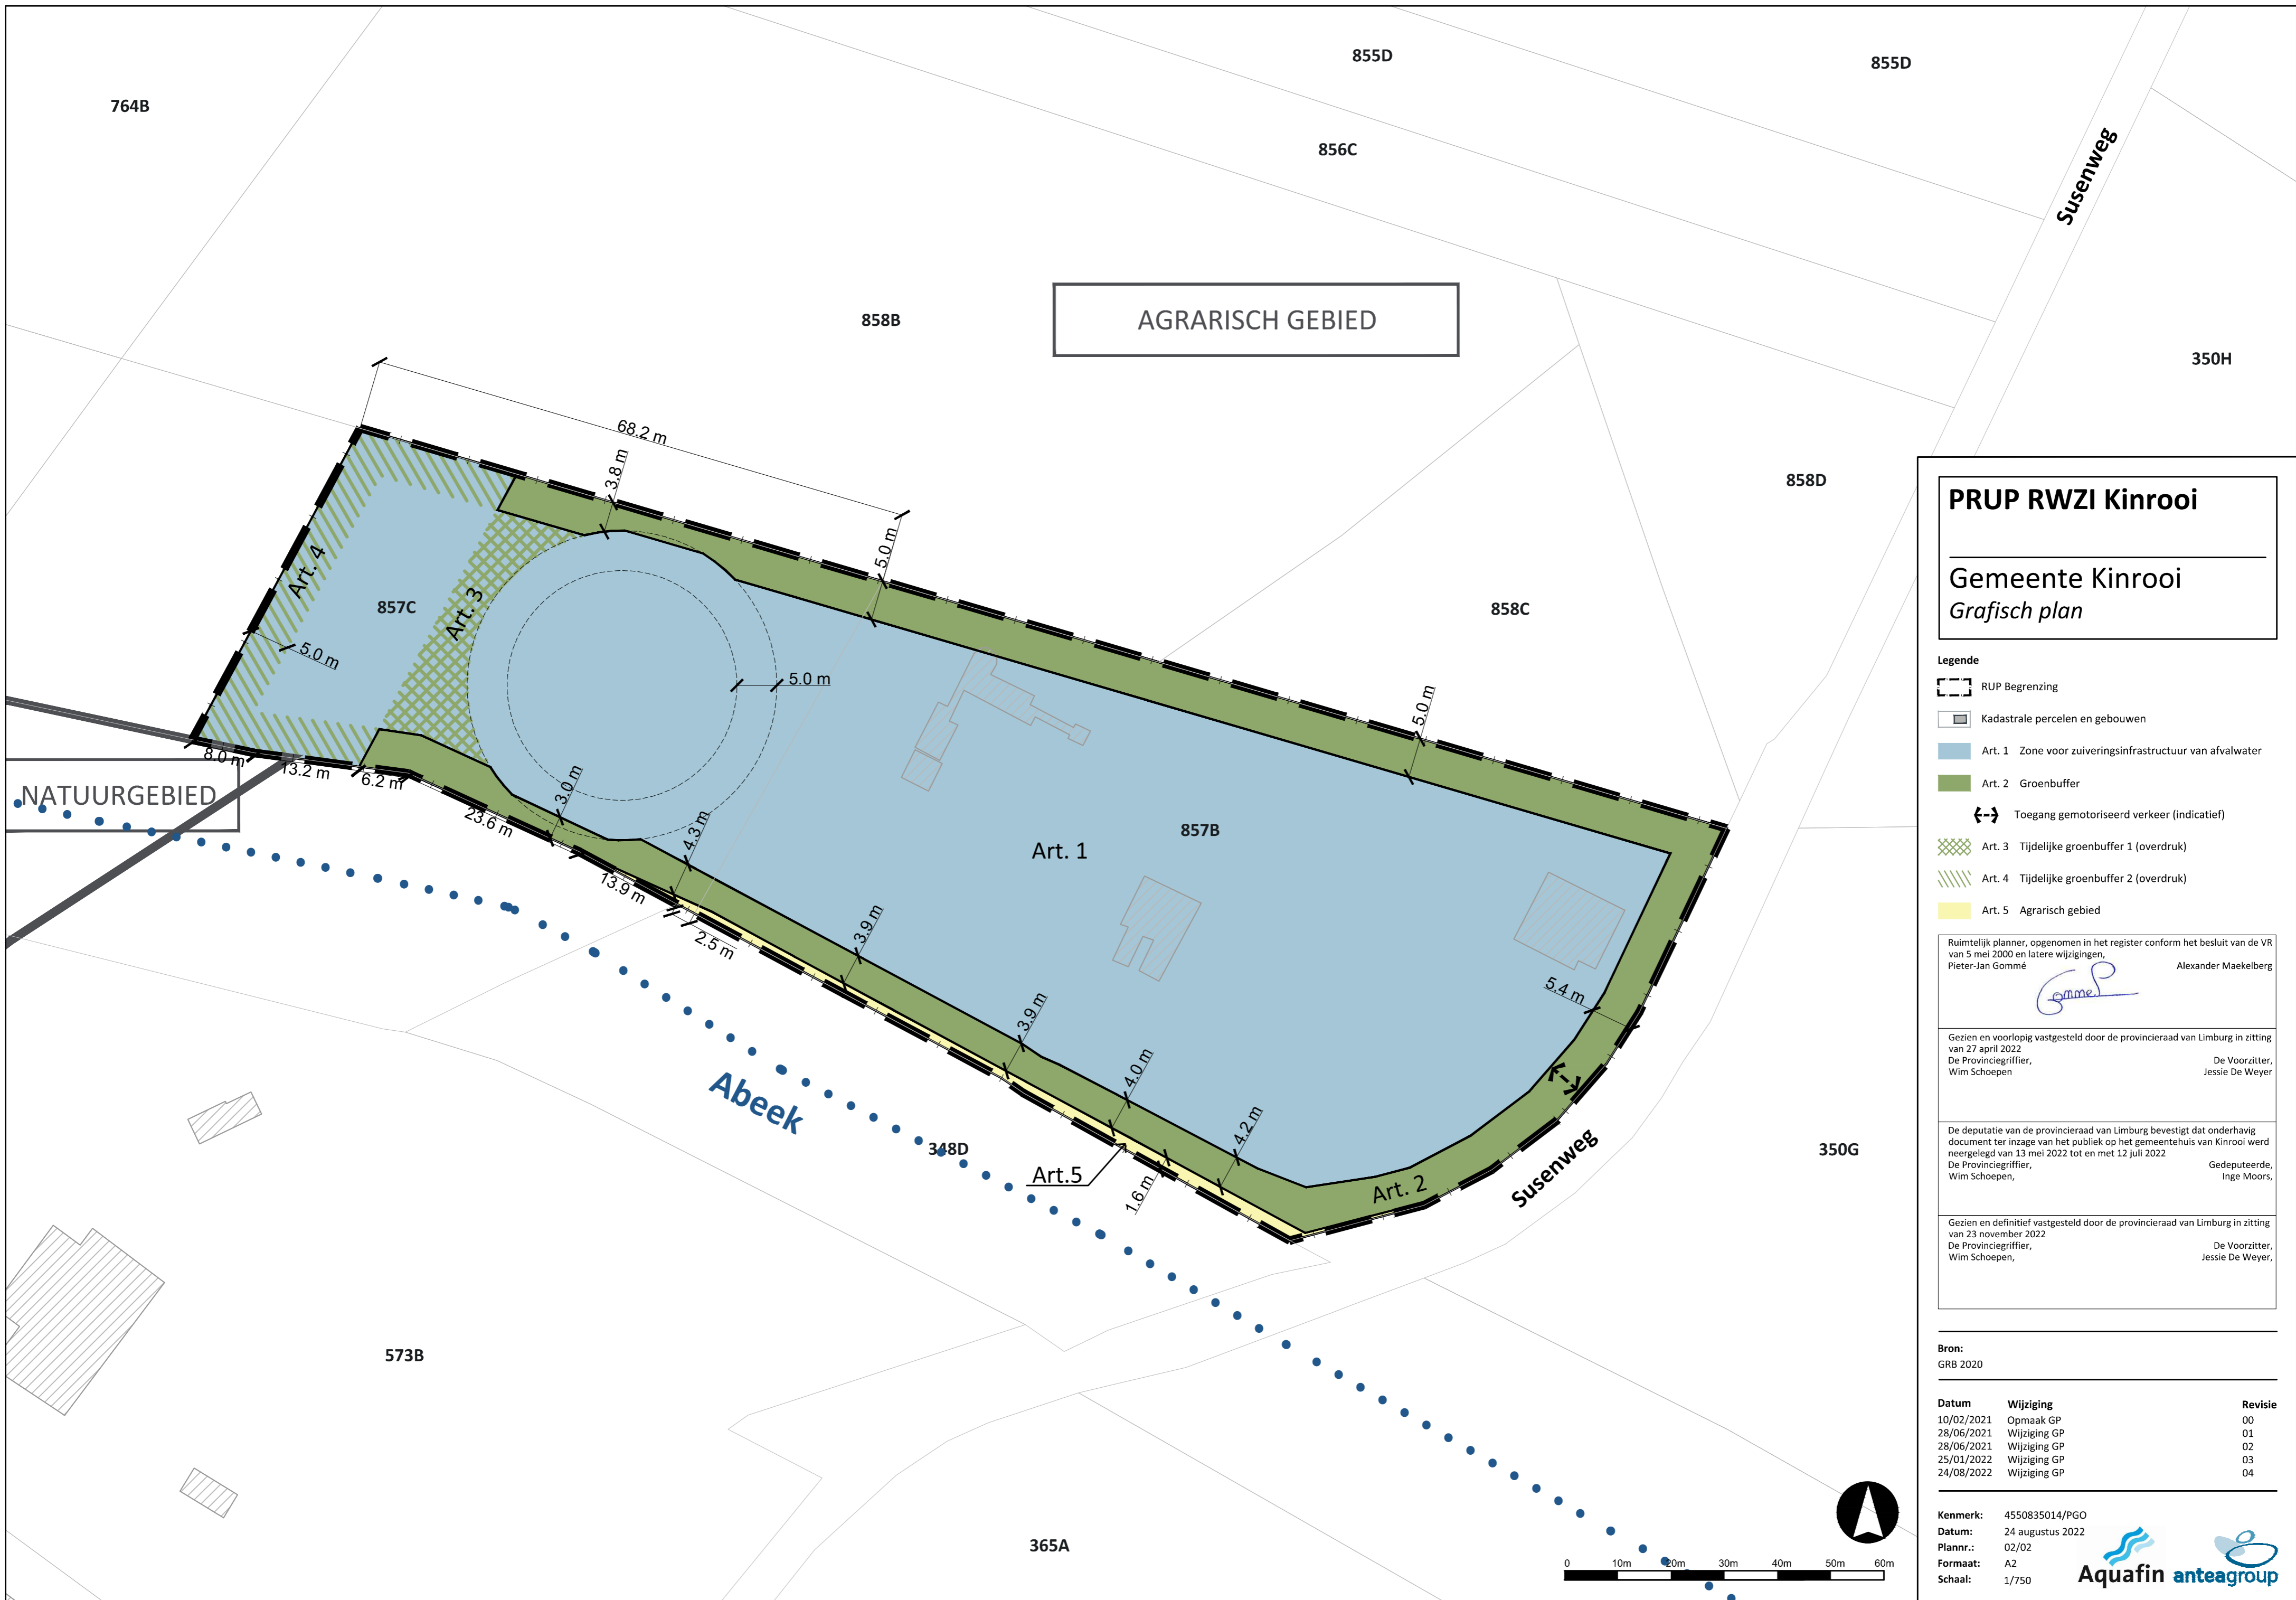 764B
855D
855D
856C
Susenweg
858B
AGRARISCH GEBIED
350H
68.2 m
3.8 m
858D
5.0 m
Art. 4
857C
Art. 3
858C
5.0 m
5.0 m
5.0 m
8.0 m
13.2 m
6.2 m
NATUURGEBIED
23.6 m
3.0 m
4.3 m
857B
Art. 1
13.9 m
2.5 m
3.9 m
3.9 m
5.4 m
4.0 m
4.2 m
Abeek
348D
Art.5
1.6 m
Art. 2
Susenweg
350G
573B
365A
0 10m 20m 30m 40m 50m 60m
PRUP RWZI Kinrooi
Gemeente Kinrooi
Grafisch plan
Legende
RUP Begrenzing
Kadastrale percelen en gebouwen
Art. 1 Zone voor zuiveringsinfrastructuur van afvalwater
Art. 2 Groenbuffer
Toegang gemotoriseerd verkeer (indicatief)
Art. 3 Tijdelijke groenbuffer 1 (overdruk)
Art. 4 Tijdelijke groenbuffer 2 (overdruk)
Art. 5 Agrarisch gebied
Ruimtelijk planner, opgenomen in het register conform het besluit van de VR
van 5 mei 2000 en latere wijzigingen,
Pieter-Jan Gommé Alexander Maekelberg
Gezien en voorlopig vastgesteld door de provincieraad van Limburg in zitting
van 27 april 2022
De Provinciegriffier, De Voorzitter,
Wim Schoepen Jessie De Weyer
De deputatie van de provincieraad van Limburg bevestigt dat onderhavig
document ter inzage van het publiek op het gemeentehuis van Kinrooi werd
neergelegd van 13 mei 2022 tot en met 12 juli 2022
De Provinciegriffier, Gedeputeerde,
Wim Schoepen, Inge Moors,
Gezien en definitief vastgesteld door de provincieraad van Limburg in zitting
van 23 november 2022
De Provinciegriffier, De Voorzitter,
Wim Schoepen, Jessie De Weyer,
Bron:
GRB 2020
Datum Wijziging Revisie
10/02/2021 Opmaak GP 00
28/06/2021 Wijziging GP 01
28/06/2021 Wijziging GP 02
25/01/2022 Wijziging GP 03
24/08/2022 Wijziging GP 04
Kenmerk: 4550835014/PGO
Datum: 24 augustus 2022
Plannr.: 02/02
Formaat: A2
Schaal: 1/750
Aquafin anteagroup